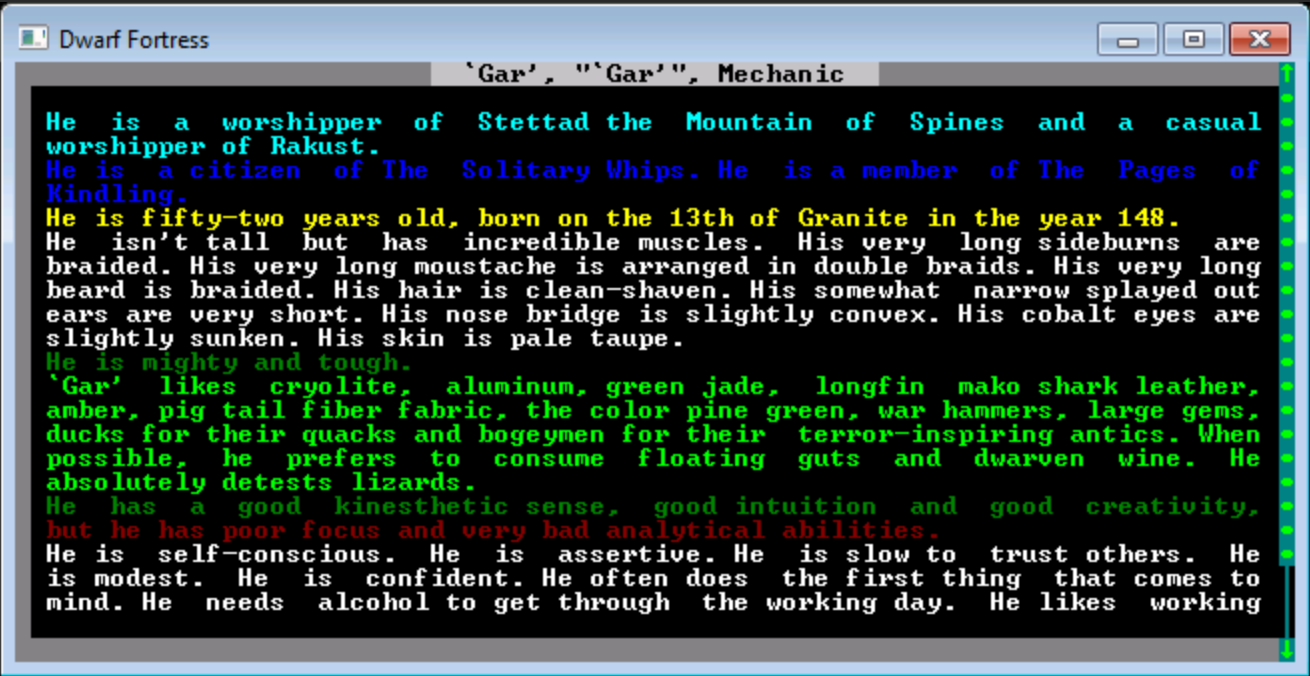 Dwarf Fortress
`Gar', "`Gar'", Mechanic
He is a worshipper of Stettad the Mountain of Spines and a casual
worshipper of Rakust.
He is a citizen of The Solitary Whips. He is a member of The Pages of
Kindling.
He is fifty-two years old, born on the 13th of Granite in the year 148.
He isn't tall but has incredible muscles. His very long sideburns are
braided. His very long moustache is arranged in double braids. His very long
beard is braided. His hair is clean-shaven. His somewhat narrow splayed out
ears are very short. His nose bridge is slightly convex. His cobalt eyes are
slightly sunken. His skin is pale taupe.
He is mighty and tough.
`Gar' likes cryolite, aluminum, green jade, longfin mako shark leather,
amber, pig tail fiber fabric, the color pine green, war hammers, large gems,
ducks for their quacks and bogeymen for their terror-inspiring antics. When
possible, he prefers to consume floating guts and dwarven wine. He
absolutely detests lizards.
He has a good kinesthetic sense, good intuition and good creativity,
but he has poor focus and very bad analytical abilities.
He is self-conscious. He is assertive. He is slow to trust others. He
is modest. He is confident. He often does the first thing that comes to
mind. He needs alcohol to get through the working day. He likes working